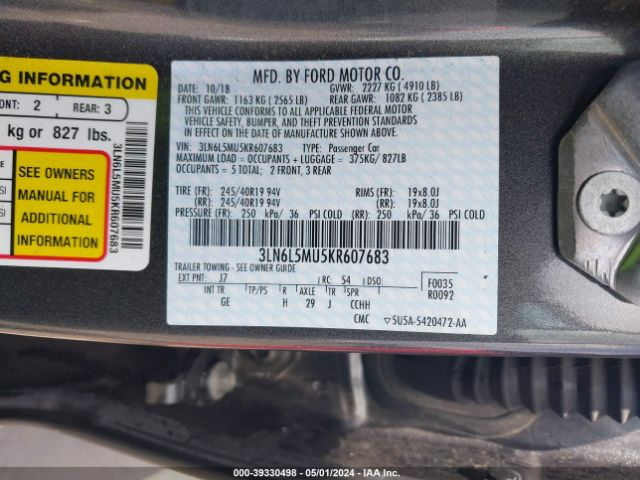 G INFORMATION
ONT: 2 REAR: 3
kg or 827 lbs.
SEE OWNERS
MANUAL FOR
ADDITIONAL
INFORMATION
3LN6L5MU5KR607683
MFD. BY FORD MOTOR CO.
DATE: 10/18 GVWR: 2227 KG ( 4910 LB)
FRONT GAWR: 1163 KG ( 2565 LB) REAR GAWR: 1082 KG ( 2385 LB)
THIS VEHICLE CONFORMS TO ALL APPLICABLE FEDERAL MOTOR
VEHICLE SAFETY, BUMPER, AND THEFT PREVENTION STANDARDS IN
EFFECT ON THE DATE OF MANUFACTURE SHOWN ABOVE.
VIN: 3LN6L5MU5KR607683 TYPE: Passenger Car
MAXIMUM LOAD = OCCUPANTS + LUGGAGE = 375KG/ 827LB
OCCUPANTS = 5 TOTAL; 2 FRONT, 3 REAR
TIRE (FR): 245/40R19 94V RIMS (FR): 19x8.0J
(RR): 245/40R19 94V (RR): 19x8.0J
PRESSURE (FR): 250 kPa/ 36 PSI COLD (RR) 250 kPa/ 36 PSI COLD
3LN6L5MU5KR607683
TRAILER TOWING - SEE OWNER GUIDE
EXT PNT: J7 RC: 54 DSO: F0035
INT TR TP/PS R AXLE TR SPR R0092
GE H 29 J CCHH
CMC 5U5A-5420472-AA
000-39330498 - 05/01/2024 - IAA Inc.